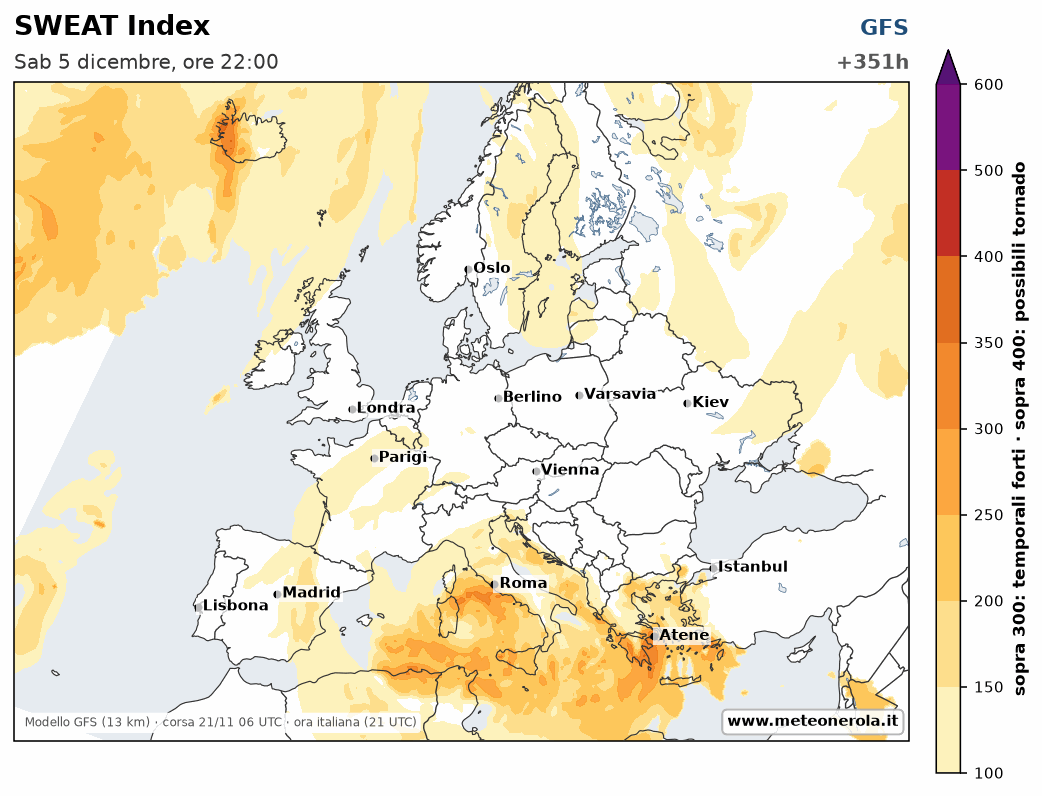 SWEAT Index
GFS
Sab 5 dicembre, ore 22:00
+351h
Oslo
Londra
Berlino
Varsavia
Kiev
Parigi
Vienna
Istanbul
Roma
Madrid
Lisbona
Atene
Modello GFS (13 km) · corsa 21/11 06 UTC · ora italiana (21 UTC)
www.meteonerola.it
600
500
400
350
300
250
200
150
100
sopra 300: temporali forti · sopra 400: possibili tornado